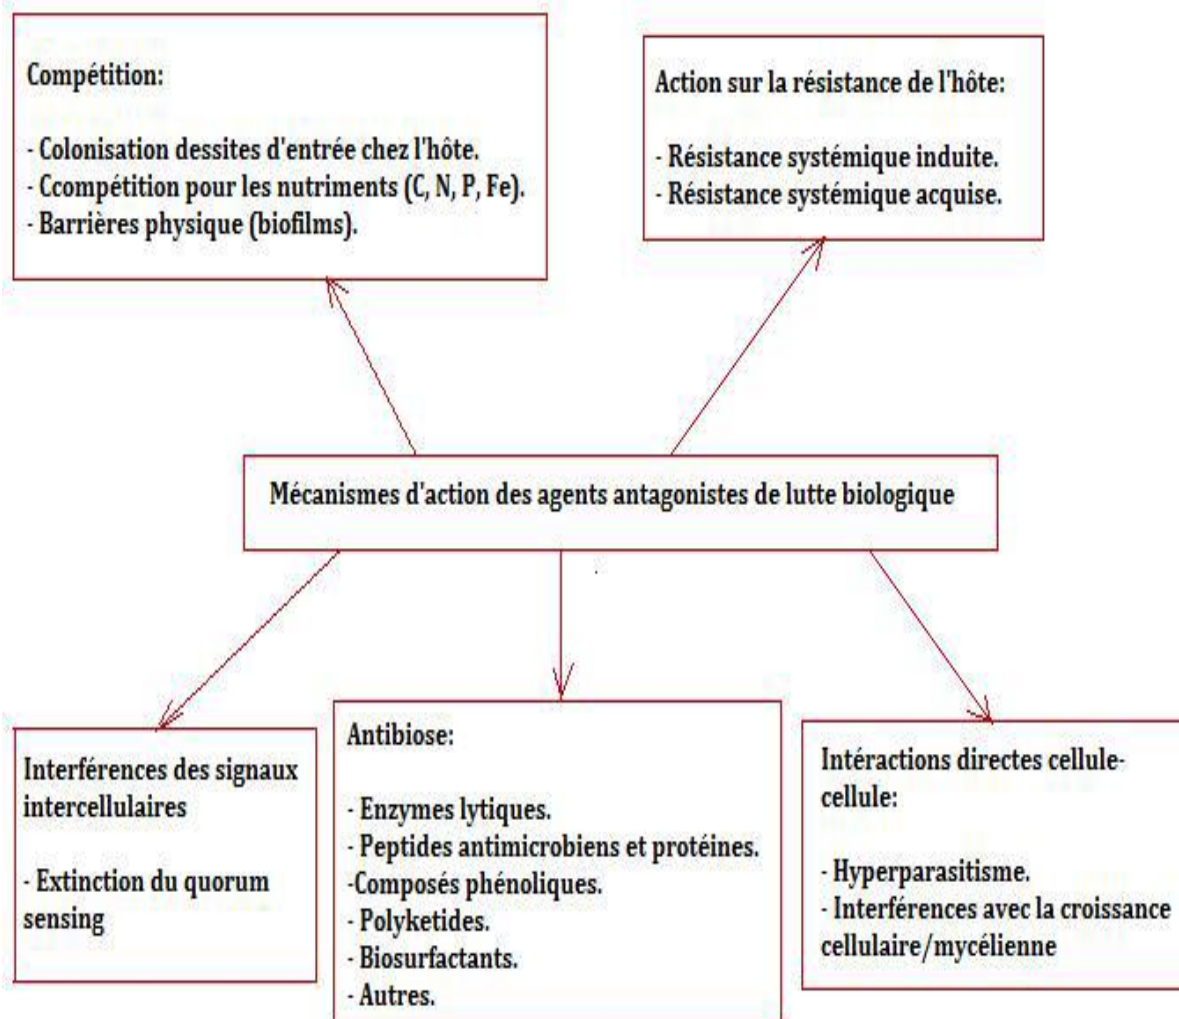 Compétition:
- Colonisation dessites d'entrée chez l'hôte.
- Ccompétition pour les nutriments (C, N, P, Fe).
- Barrières physique (biofilms).
Action sur la résistance de l'hôte:
- Résistance systémique induite.
- Résistance systémique acquise.
Mécanismes d'action des agents antagonistes de lutte biologique
Interférences des signaux
intercellulaires
- Extinction du quorum
sensing
Antibiose:
- Enzymes lytiques.
- Peptides antimicrobiens et protéines.
-Composés phénoliques.
- Polyketides.
- Biosurfactants.
- Autres.
Intéractions directes cellule-
cellule:
- Hyperparasitisme.
- Interférences avec la croissance
cellulaire/mycélienne